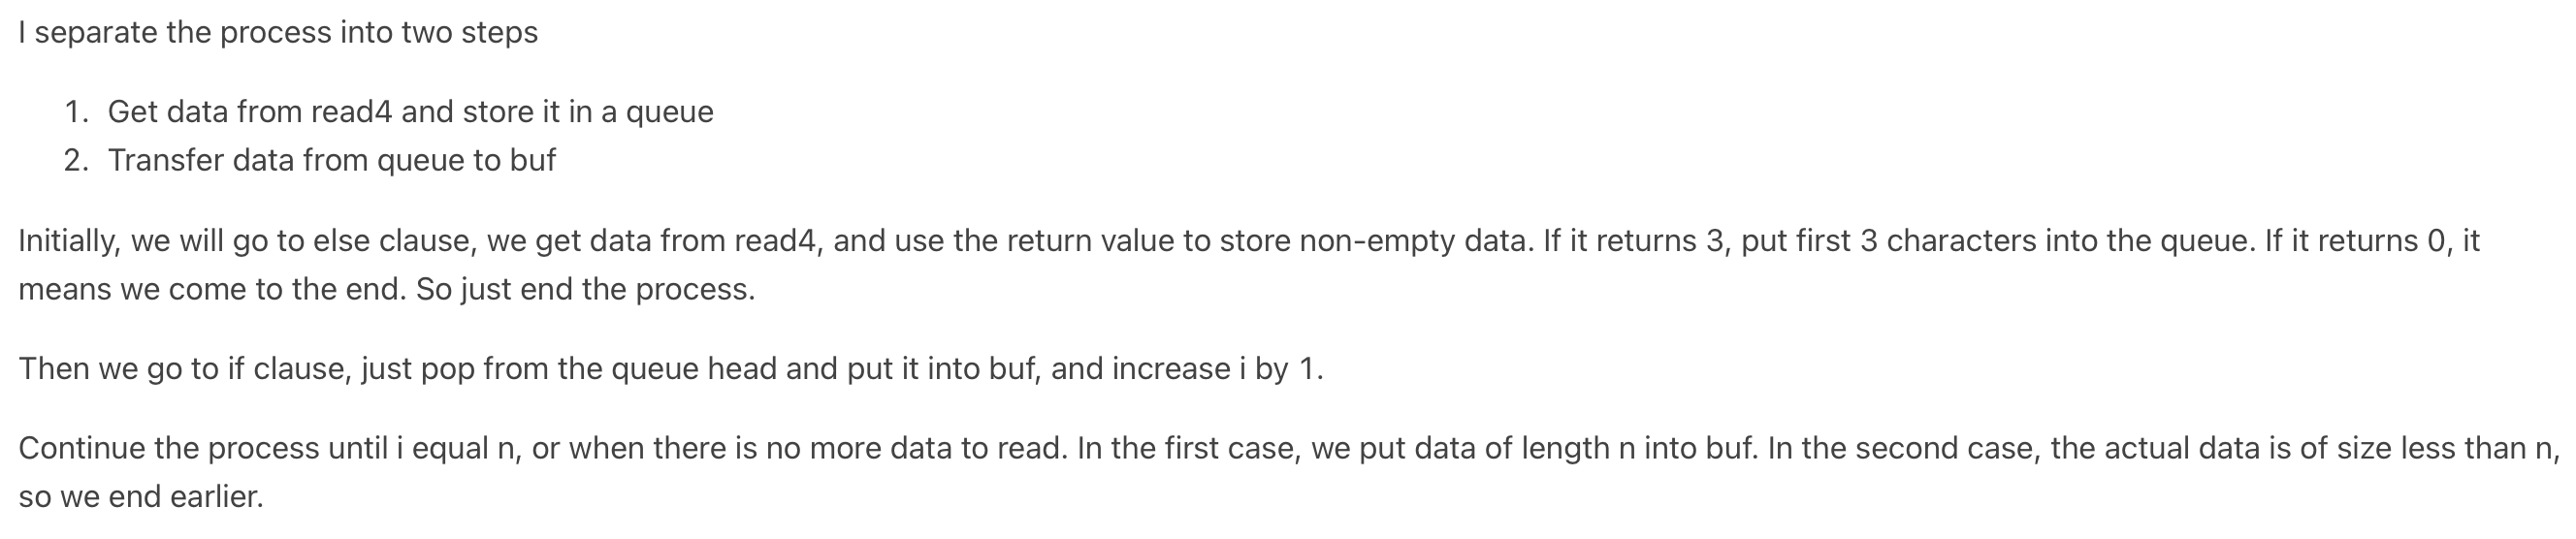 I separate the process into two steps
1. Get data from read4 and store it in a queue
2. Transfer data from queue to buf
Initially, we will go to else clause, we get data from read4, and use the return value to store non-empty data. If it returns 3, put first 3 characters into the queue. If it returns 0, it
means we come to the end. So just end the process.
Then we go to if clause, just pop from the queue head and put it into buf, and increase i by 1.
Continue the process until i equal n, or when there is no more data to read. In the first case, we put data of length n into buf. In the second case, the actual data is of size less than n,
so we end earlier.